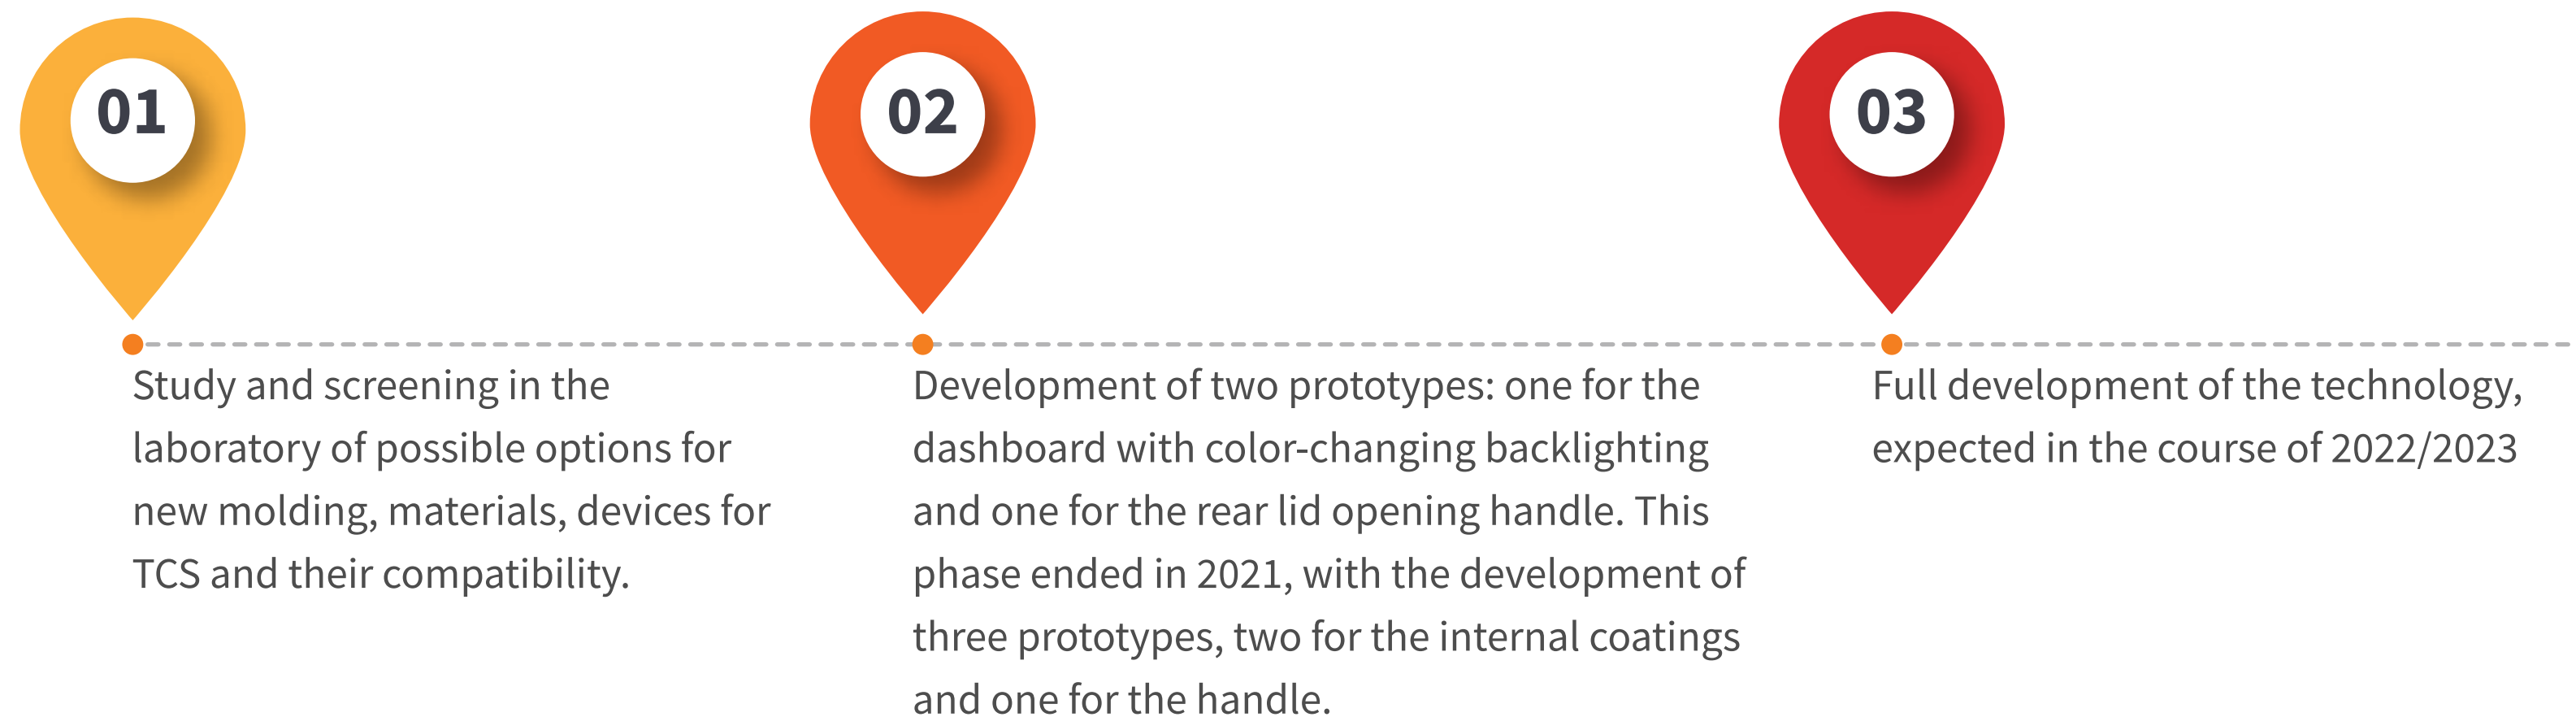 01
Study and screening in the
laboratory of possible options for
new molding, materials, devices for
TCS and their compatibility.
02
Development of two prototypes: one for the
dashboard with color-changing backlighting
and one for the rear lid opening handle. This
phase ended in 2021, with the development of
three prototypes, two for the internal coatings
and one for the handle.
03
Full development of the technology,
expected in the course of 2022/2023